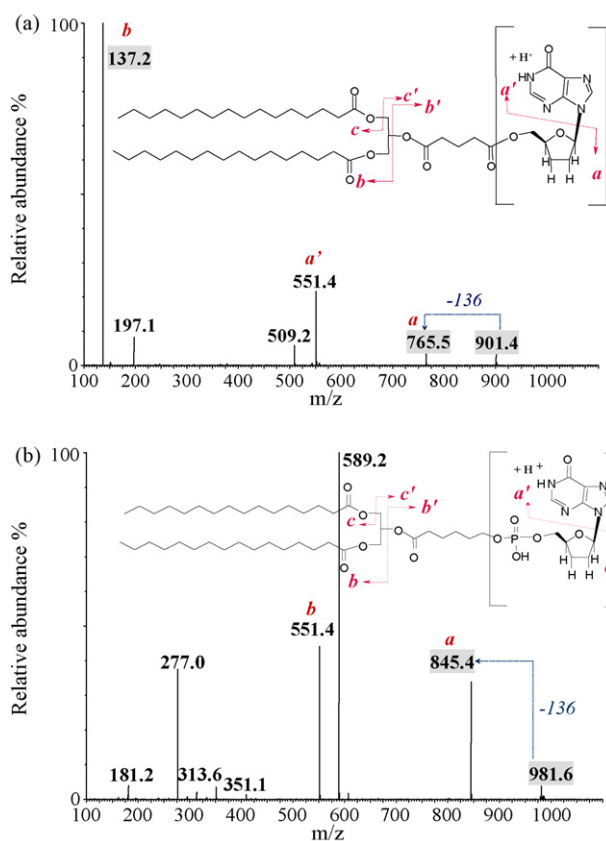 (a)
100
b
137.2
+ H+
O
a'
HN
N
N
N
9
O
O
c'
b'
c
O
O
O
O
b
O
O
O
O
H
H
a
Relative abundance %
a'
551.4
-136
a
197.1
509.2
765.5
901.4
0
100 200 300 400 500 600 700 800 900 1000
m/z
(b)
100
589.2
+ H+
O
a'
HN
N
N
O
O
c'
b'
c
O
O
O
O
P
O
OH
O
O
b
O
O
H
H
Relative abundance %
b
551.4
a
845.4
277.0
-136
181.2
313.6
351.1
981.6
0
100 200 300 400 500 600 700 800 900 1000
m/z